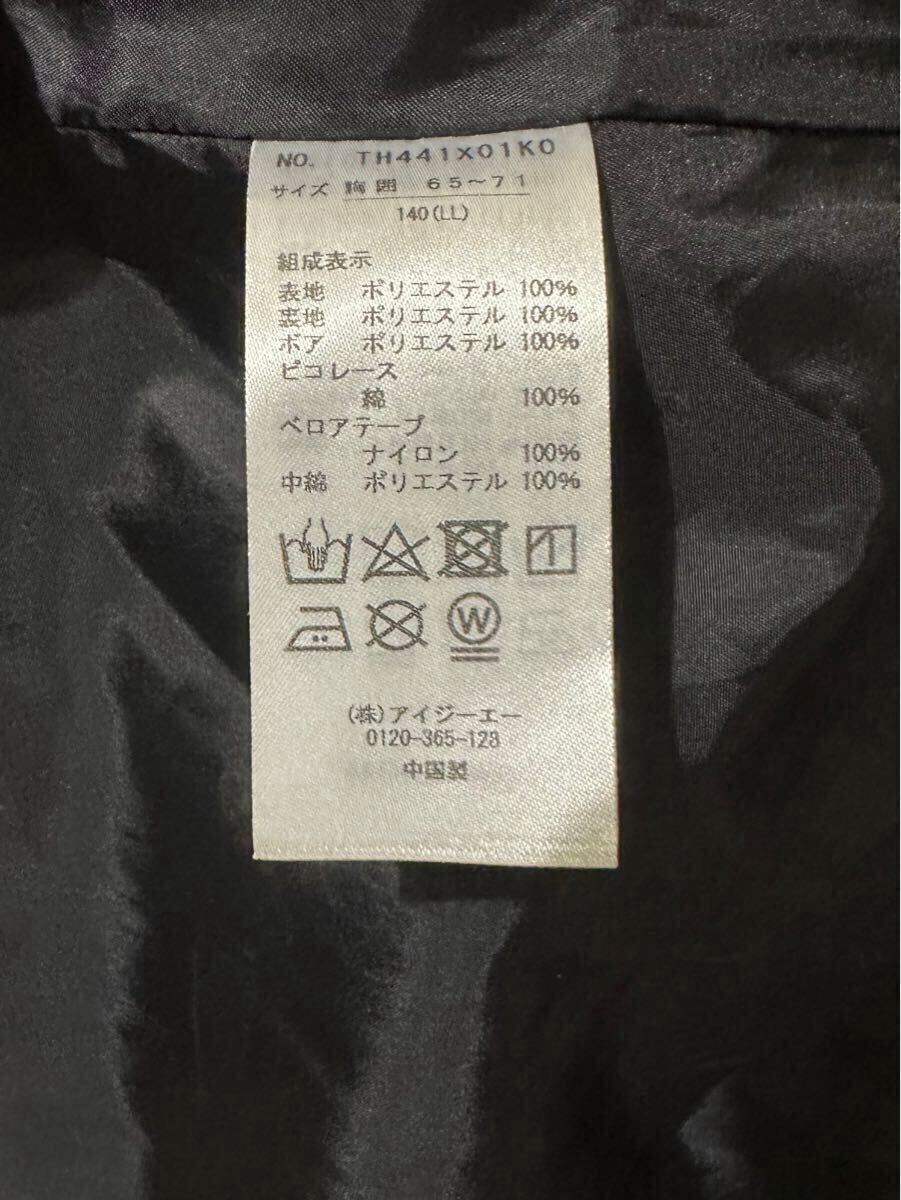 NO. TH441X01K0
サイズ 胸囲 65~71
140(LL)
組成表示
表地 ポリエステル 100%
裏地 ポリエステル 100%
ボア ポリエステル 100%
ピコレース
綿 100%
ベロアテープ
ナイロン 100%
中綿 ポリエステル 100%
W
(株)アイジーエー
0120-365-128
中国製